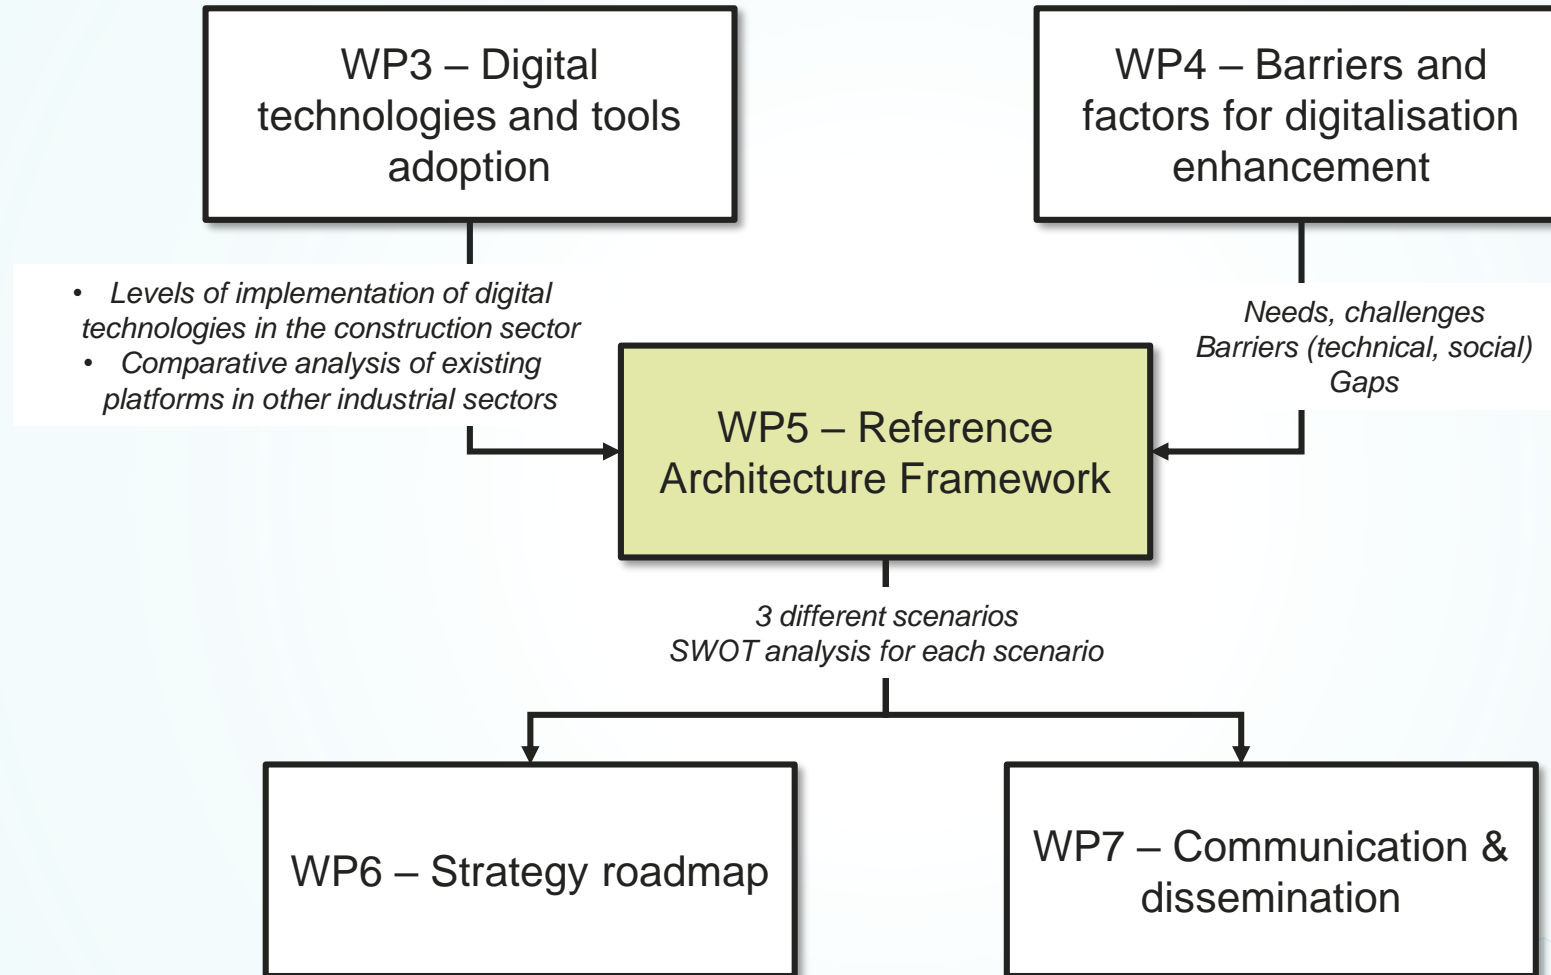 WP3 – Digital
technologies and tools
adoption
WP4 – Barriers and
factors for digitalisation
enhancement
• Levels of implementation of digital
technologies in the construction sector
• Comparative analysis of existing
platforms in other industrial sectors
Needs, challenges
Barriers (technical, social)
Gaps
WP5 – Reference
Architecture Framework
3 different scenarios
SWOT analysis for each scenario
WP6 – Strategy roadmap
WP7 – Communication &
dissemination